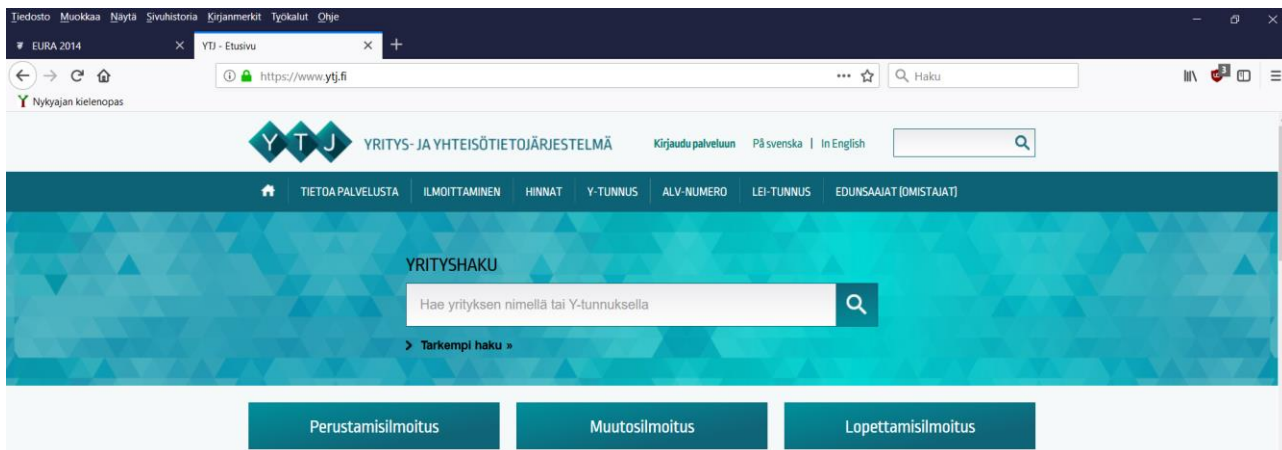 Tiedosto Muokkaa Näytä Sivuhistoria Kirjanmerkit Työkalut Ohje
EURA 2014 YTJ - Etusivu
https://www.ytj.fi Haku 3
Nykyajan kielenopas
YTJ YRITYS- JA YHTEISÖTIETOJÄRJESTELMÄ Kirjaudu palveluun På svenska | In English
TIETOA PALVELUSTA ILMOITTAMINEN HINNAT Y-TUNNUS ALV-NUMERO LEI-TUNNUS EDUNSAAJAT (OMISTAJAT)
YRITYSHAKU
Hae yrityksen nimellä tai Y-tunnuksella
Tarkempi haku »
Perustamisilmoitus Muutosilmoitus Lopettamisilmoitus